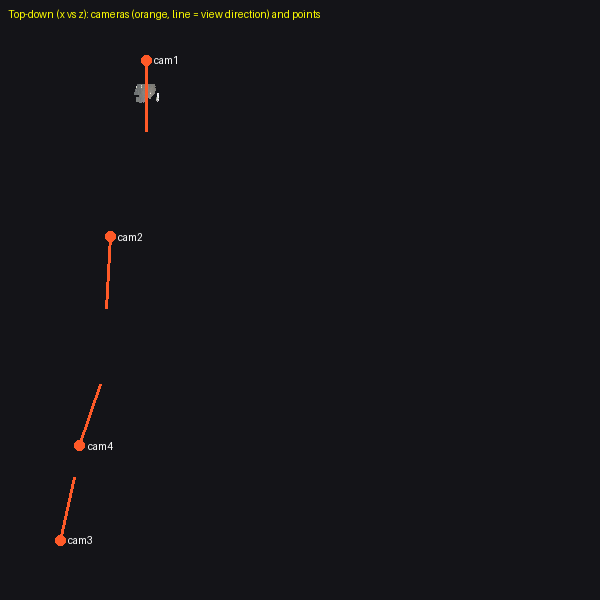 Top-down (x vs z): cameras (orange, line = view direction) and points
cam1
cam2
cam4
cam3